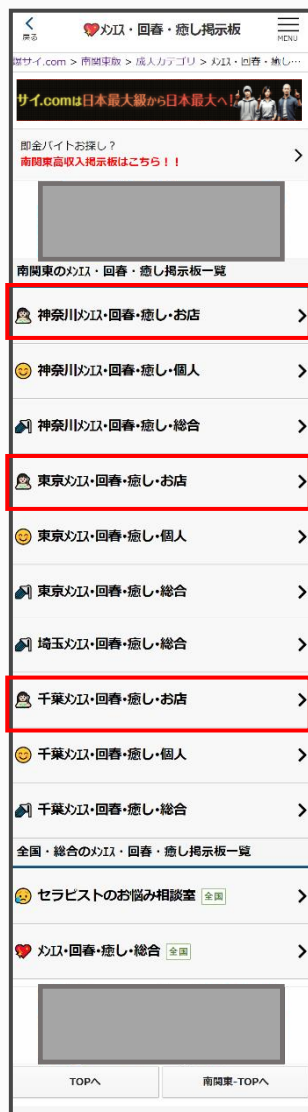 戻る
メンエス・回春・癒し掲示板
MENU
爆サイ.com > 南関東版 > 成人カテゴリ > メンエス・回春・癒し…
サイ.comは日本最大級から日本最大へ!
即金バイトお探し?
南関東高収入掲示板はこちら!!
南関東のメンエス・回春・癒し掲示板一覧
神奈川メンエス・回春・癒し・お店
神奈川メンエス・回春・癒し・個人
神奈川メンエス・回春・癒し・総合
東京メンエス・回春・癒し・お店
東京メンエス・回春・癒し・個人
東京メンエス・回春・癒し・総合
埼玉メンエス・回春・癒し・総合
千葉メンエス・回春・癒し・お店
千葉メンエス・回春・癒し・個人
千葉メンエス・回春・癒し・総合
全国・総合のメンエス・回春・癒し掲示板一覧
セラピストのお悩み相談室 全国
メンエス・回春・癒し・総合 全国
TOPへ
南関東-TOPへ